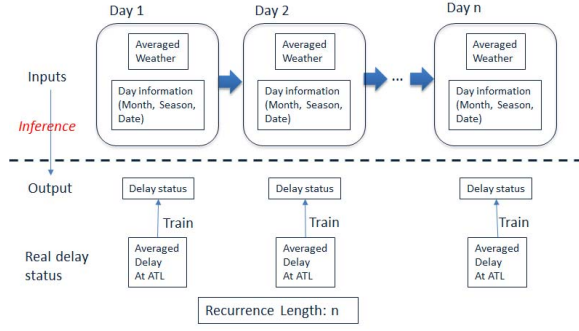 Day 1
Day 2
Day n
Inputs
Averaged
Weather
Averaged
Weather
Averaged
Weather
...
Day information
(Month, Season,
Date)
Day information
(Month, Season,
Date)
Day information
(Month, Season,
Date)
Inference
Output
Delay status
Delay status
Delay status
Train
Train
Train
Real delay
status
Averaged
Delay
At ATL
Averaged
Delay
At ATL
Averaged
Delay
At ATL
Recurrence Length: n